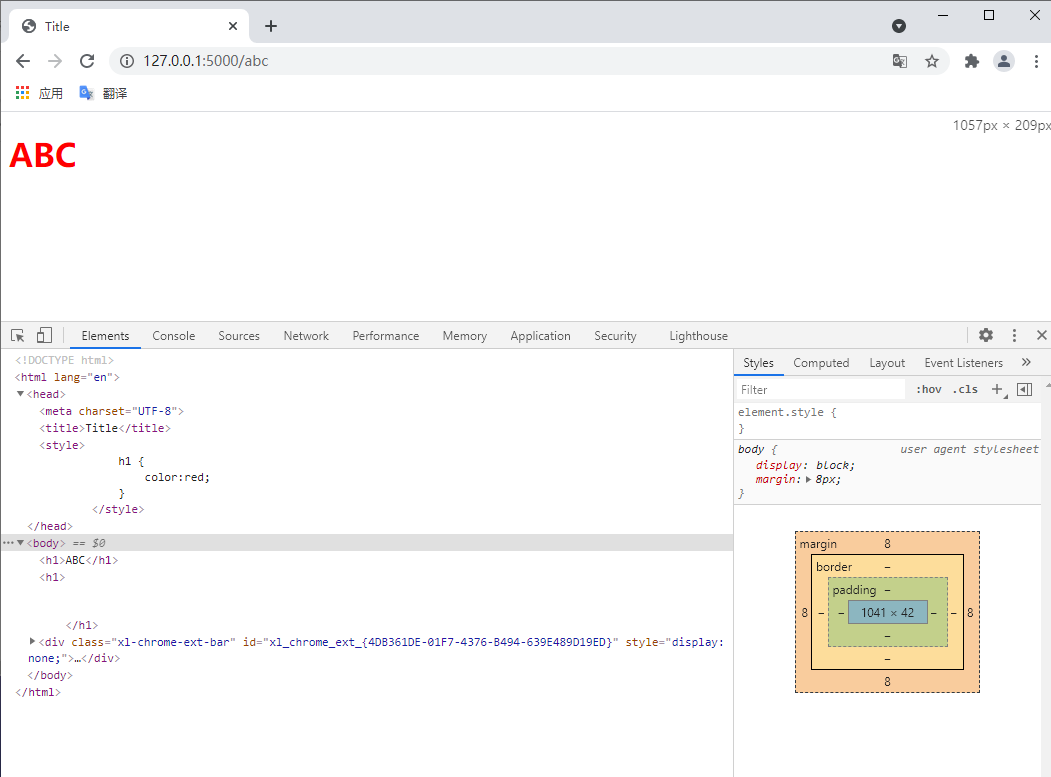 Title
127.0.0.1:5000/abc
应用 翻译
1057px × 209px
ABC
Elements Console Sources Network Performance Memory Application Security Lighthouse
<!DOCTYPE html>
<html lang="en">
<head>
<meta charset="UTF-8">
<title>Title</title>
<style>
h1 {
color:red;
}
</style>
</head>
<body> == $0
<h1>ABC</h1>
<h1>
</h1>
<div class="xl-chrome-ext-bar" id="xl_chrome_ext_{4DB361DE-01F7-4376-B494-639E489D19ED}" style="display:
none;">…</div>
</body>
</html>
Styles Computed Layout Event Listeners »
Filter :hov .cls +
element.style {
}
body { user agent stylesheet
display: block;
margin: 8px;
}
margin 8
border –
padding –
8 – – 1041 × 42 – – 8
–
–
8